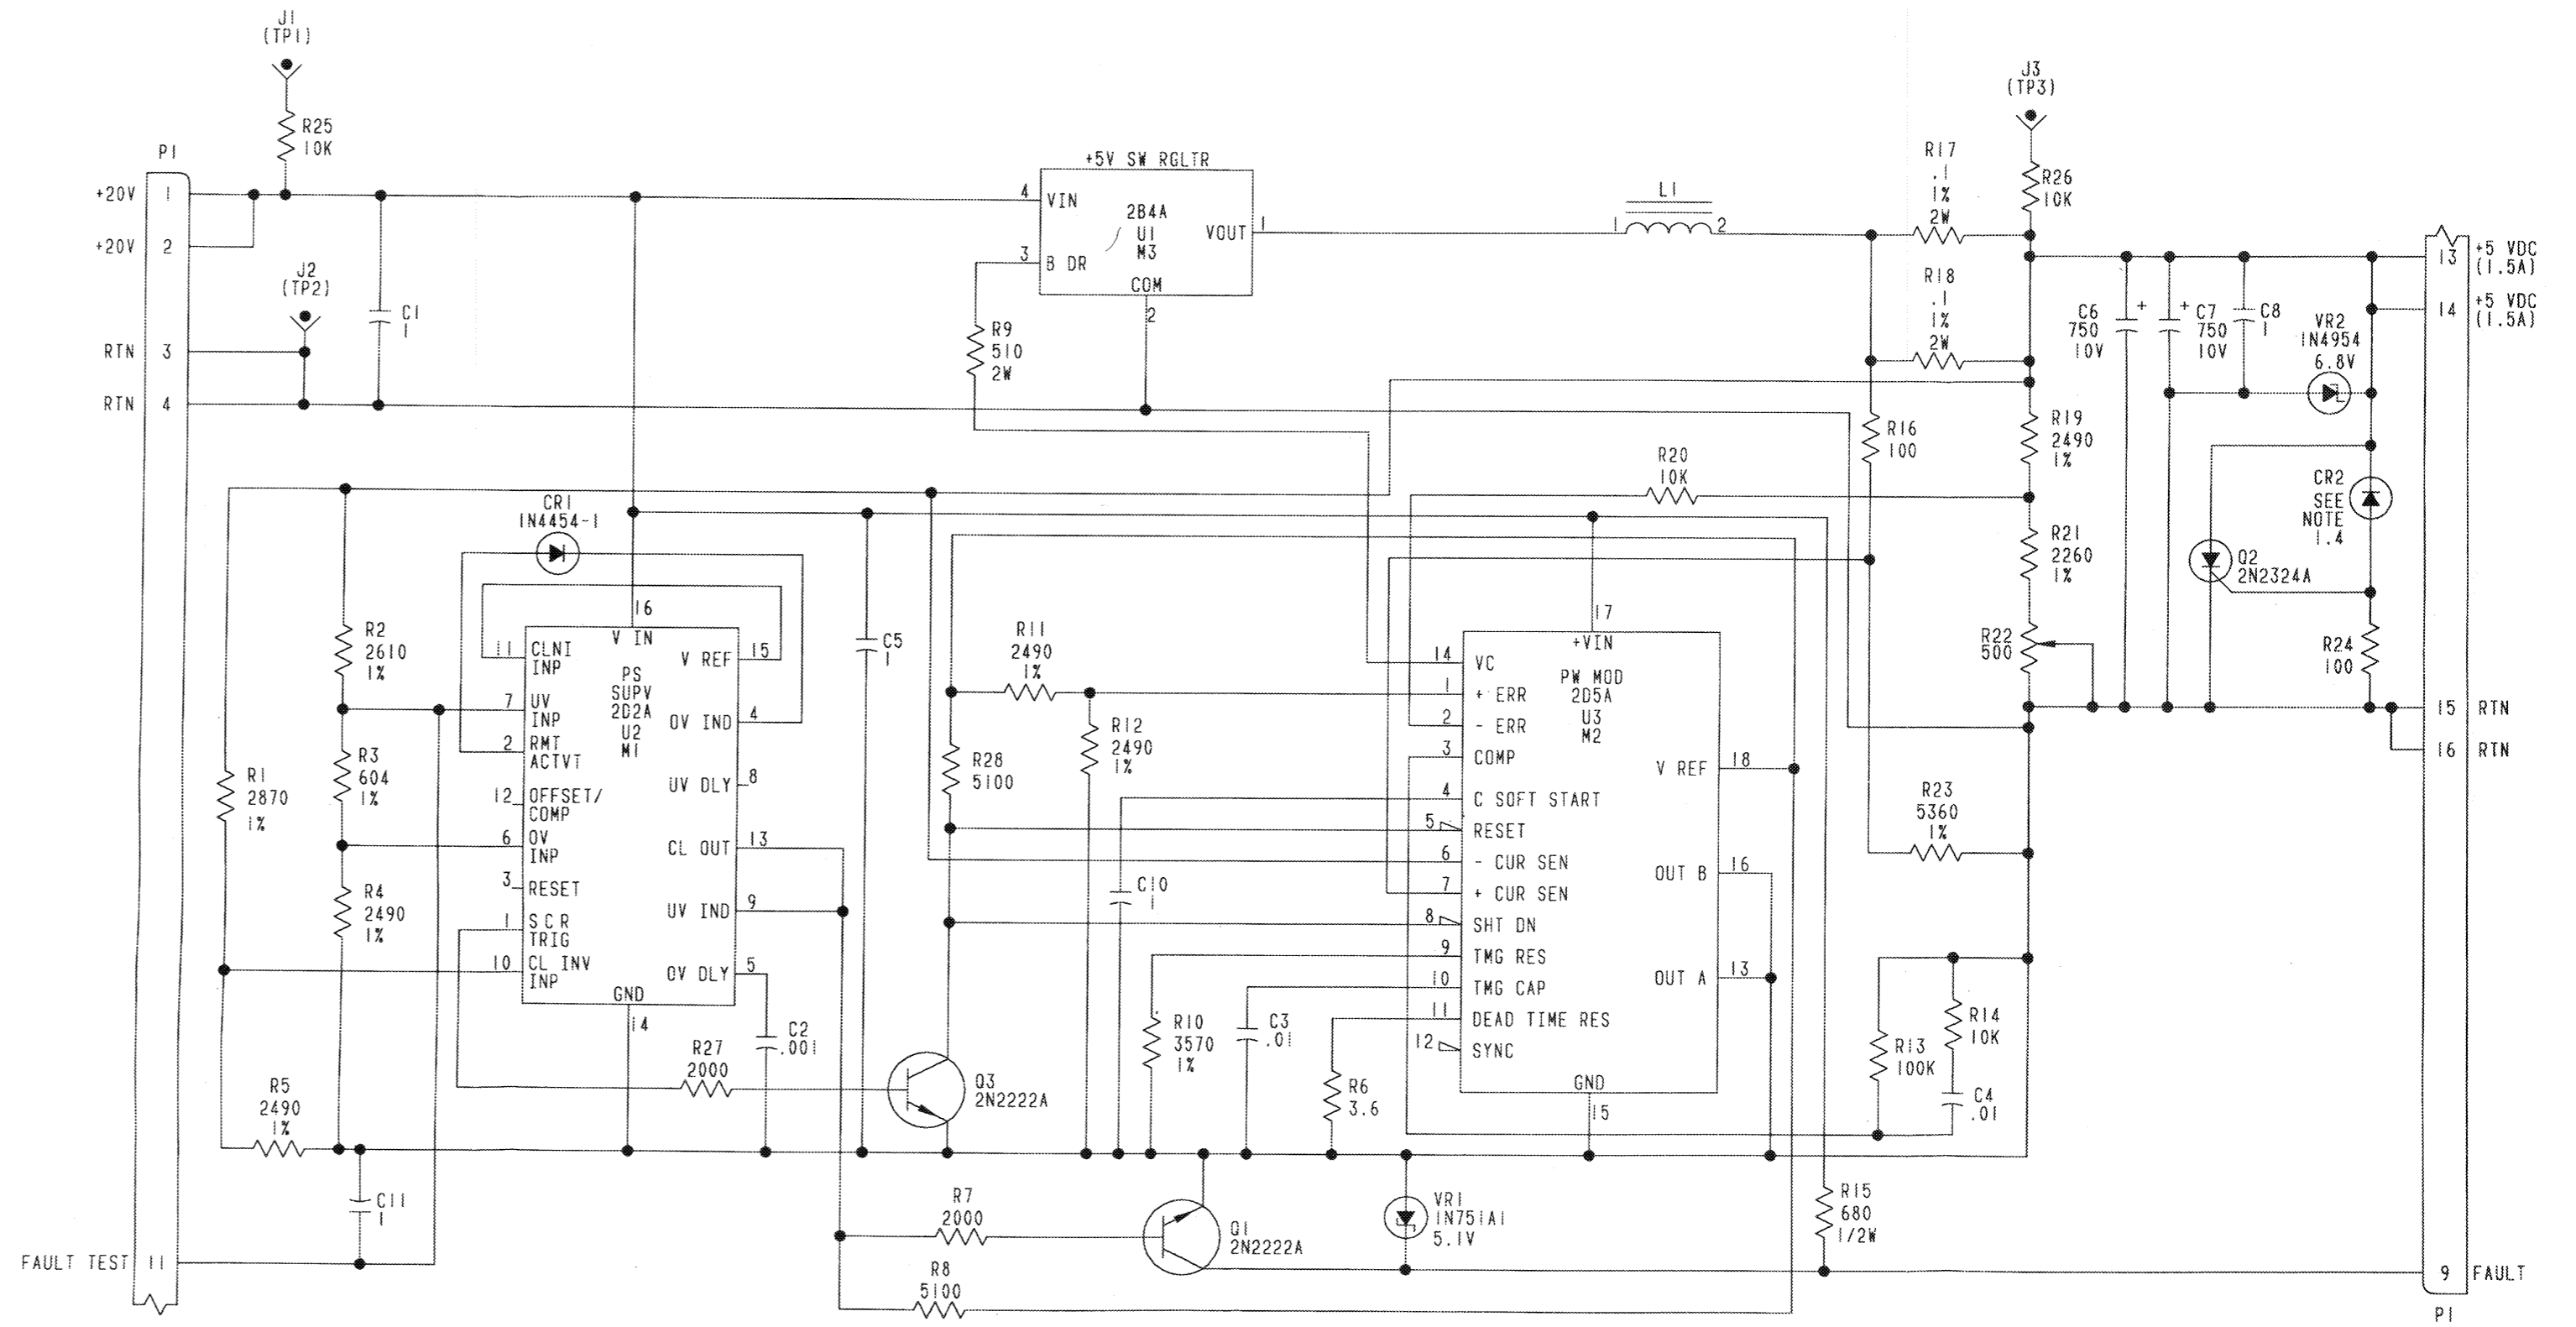 J1
(TP1)
R25
10K
P1
+20V 1
+20V 2
J2
(TP2)
RTN 3
RTN 4
C1
1
+5V SW RGLTR
4 VIN
2B4A
U1
M3
VOUT 1
3 B DR
COM
2
R9
510
2W
L1
1 2
R17
.1
1%
2W
R18
.1
1%
2W
J3
(TP3)
R26
10K
13 +5 VDC
(1.5A)
14 +5 VDC
(1.5A)
C6
750
10V
+
C7
750
10V
+
C8
1
VR2
1N4954
6.8V
R16
100
R19
2490
1%
R20
10K
CR2
SEE
NOTE
1.4
R21
2260
1%
Q2
2N2324A
R22
500
R24
100
15 RTN
16 RTN
CR1
1N4454-1
R2
2610
1%
R3
604
1%
R1
2870
1%
R4
2490
1%
R5
2490
1%
C11
1
FAULT TEST 11
16
V IN
PS
SUPV
2D2A
U2
M1
11 CLNI
INP
7 UV
INP
2 RMT
ACTVT
12 OFFSET/
COMP
6 OV
INP
3 RESET
1 SCR
TRIG
10 CL INV
INP
V REF 15
OV IND 4
UV DLY 8
CL OUT 13
UV IND 9
OV DLY 5
GND
14
C5
1
C2
.001
R27
2000
Q3
2N2222A
R11
2490
1%
R12
2490
1%
R28
5100
C10
1
R10
3570
1%
C3
.01
R6
3.6
17
+VIN
PW MOD
2D5A
U3
M2
14 VC
1 + ERR
2 - ERR
3 COMP
4 C SOFT START
5 RESET
6 - CUR SEN
7 + CUR SEN
8 SHT DN
9 TMG RES
10 TMG CAP
11 DEAD TIME RES
12 SYNC
V REF 18
OUT B 16
OUT A 13
GND
15
R23
5360
1%
R14
10K
R13
100K
C4
.01
R7
2000
Q1
2N2222A
R8
5100
VR1
1N751A1
5.1V
R15
680
1/2W
9 FAULT
P1